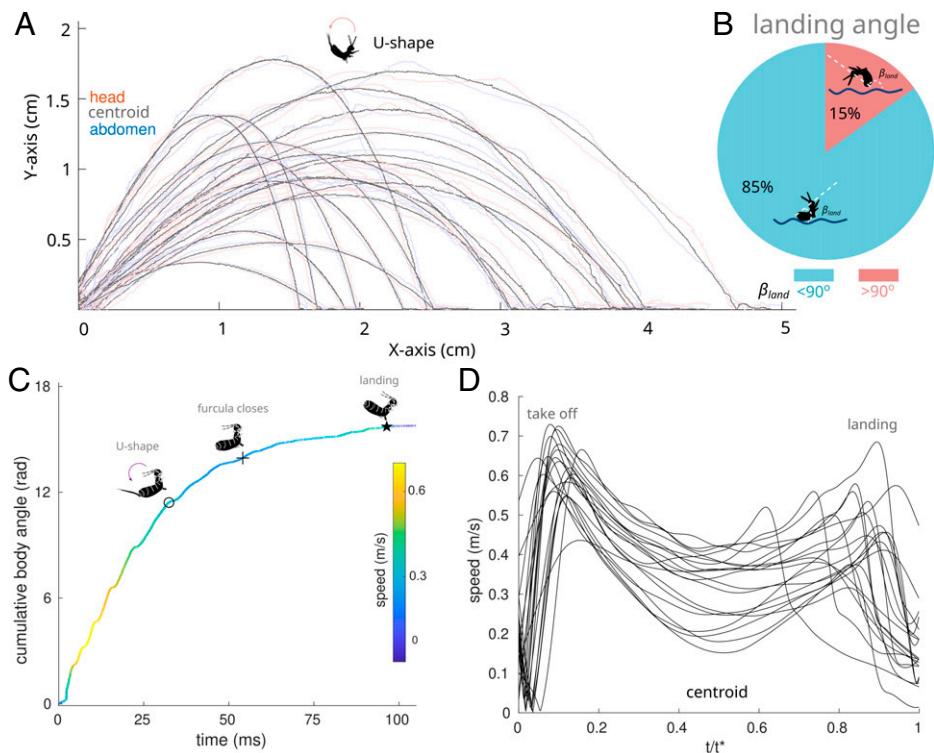 A
2
1.5
1
0.5
Y-axis (cm)
head
centroid
abdomen
U-shape
0
1
2
3
4
5
X-axis (cm)
B
landing angle
βland
15%
85%
βland
βland
<90°
>90°
C
18
12
6
0
cumulative body angle (rad)
U-shape
furcula closes
landing
0.6
0.3
0
speed (m/s)
0
25
50
75
100
time (ms)
D
0.8
0.7
0.6
0.5
0.4
0.3
0.2
0.1
0
speed (m/s)
take off
landing
centroid
0
0.2
0.4
0.6
0.8
1
t/t*